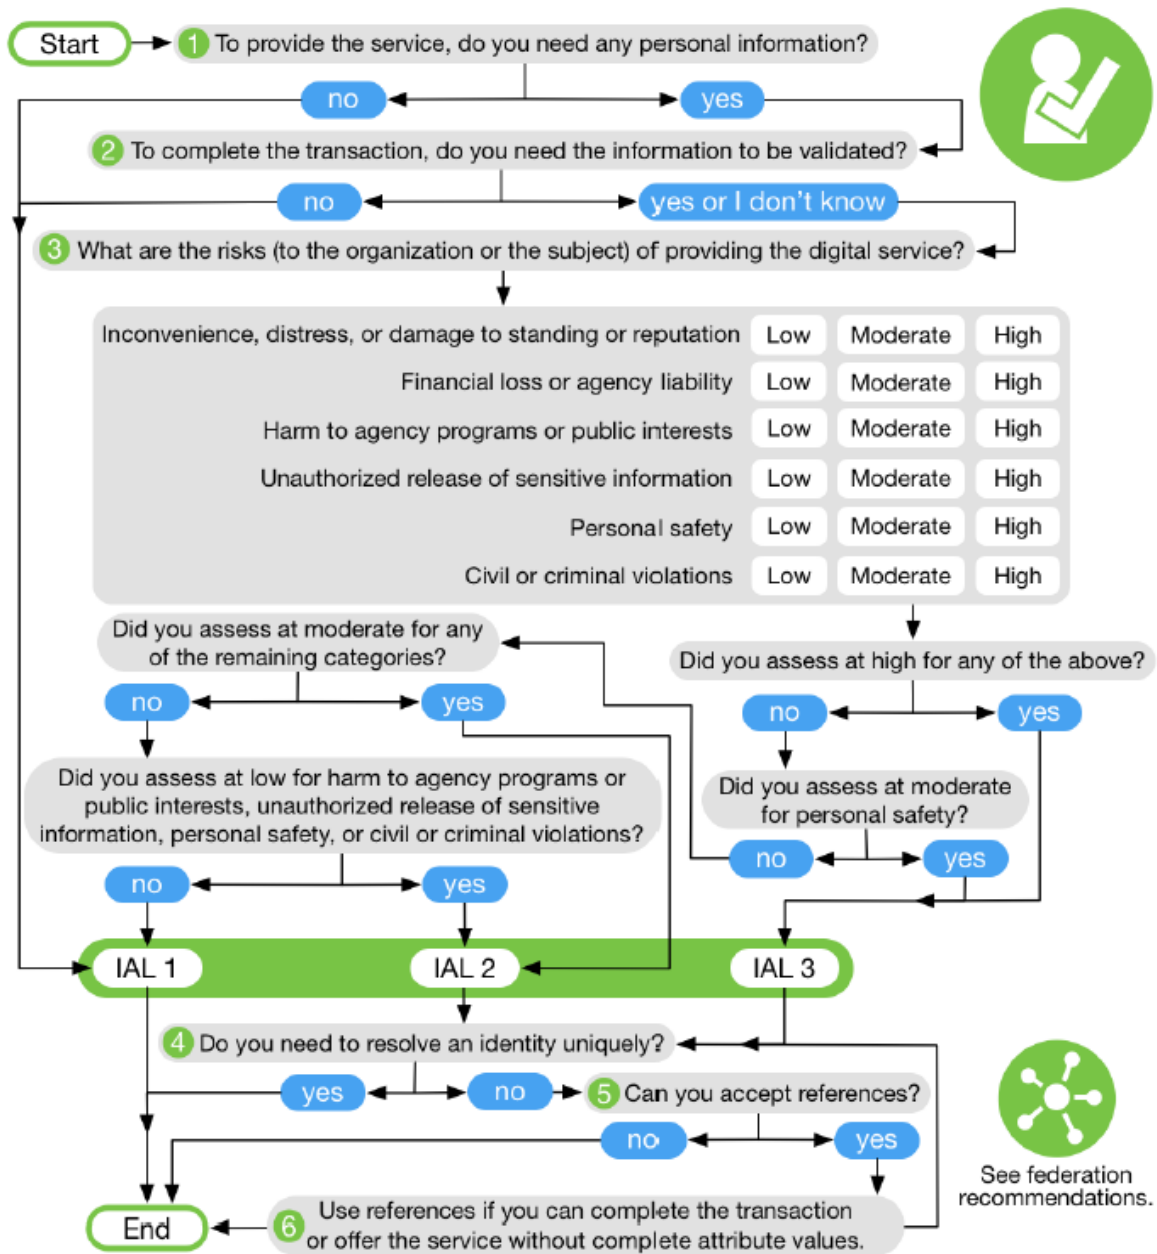 Start
1 To provide the service, do you need any personal information?
no
yes
2 To complete the transaction, do you need the information to be validated?
no
yes or I don't know
3 What are the risks (to the organization or the subject) of providing the digital service?
Inconvenience, distress, or damage to standing or reputation Low Moderate High
Financial loss or agency liability Low Moderate High
Harm to agency programs or public interests Low Moderate High
Unauthorized release of sensitive information Low Moderate High
Personal safety Low Moderate High
Civil or criminal violations Low Moderate High
Did you assess at high for any of the above?
no
yes
Did you assess at moderate
for personal safety?
no
yes
Did you assess at moderate for any
of the remaining categories?
no
yes
Did you assess at low for harm to agency programs or
public interests, unauthorized release of sensitive
information, personal safety, or civil or criminal violations?
no
yes
IAL 1
IAL 2
IAL 3
4 Do you need to resolve an identity uniquely?
yes
no
5 Can you accept references?
no
yes
6 Use references if you can complete the transaction
or offer the service without complete attribute values.
End
See federation
recommendations.